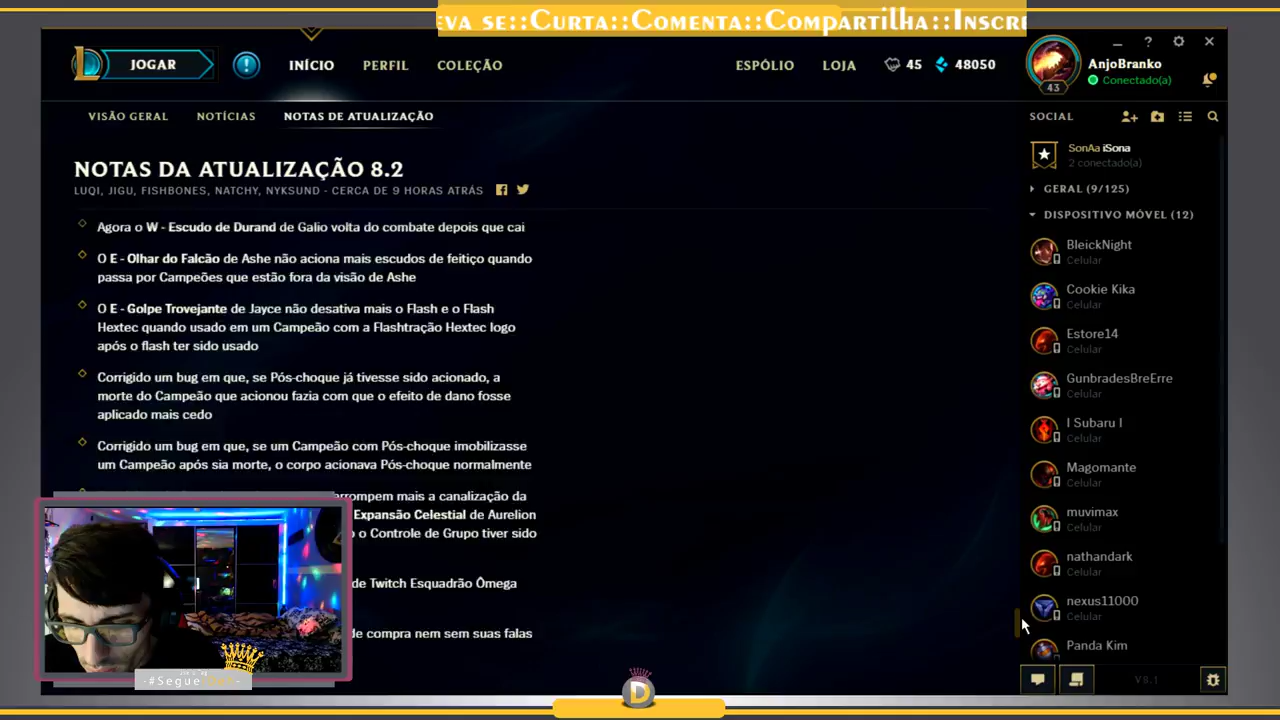 EVA SE::CURTA::COMENTA::COMPARTILHA::INSCRE
JOGAR
INÍCIO
PERFIL
COLEÇÃO
ESPÓLIO
LOJA
45
48050
AnjoBranko
43
Conectado(a)
VISÃO GERAL
NOTÍCIAS
NOTAS DE ATUALIZAÇÃO
SOCIAL
NOTAS DA ATUALIZAÇÃO 8.2
LUQI, JIGU, FISHBONES, NATCHY, NYKSUND - CERCA DE 9 HORAS ATRÁS
Agora o W - Escudo de Durand de Galio volta do combate depois que cai
O E - Olhar do Falcão de Ashe não aciona mais escudos de feitiço quando
passa por Campeões que estão fora da visão de Ashe
O E - Golpe Trovejante de Jayce não desativa mais o Flash e o Flash
Hextec quando usado em um Campeão com a Flashtração Hextec logo
após o flash ter sido usado
Corrigido um bug em que, se Pós-choque já tivesse sido acionado, a
morte do Campeão que acionou fazia com que o efeito de dano fosse
aplicado mais cedo
Corrigido um bug em que, se um Campeão com Pós-choque imobilizasse
um Campeão após sia morte, o corpo acionava Pós-choque normalmente
rrompem mais a canalização da
Expansão Celestial de Aurelion
o Controle de Grupo tiver sido
de Twitch Esquadrão Ômega
de compra nem sem suas falas
SonAa iSona
2 conectado(a)
GERAL (9/125)
DISPOSITIVO MÓVEL (12)
BleickNight
Celular
Cookie Kika
Celular
Estore14
Celular
GunbradesBreErre
Celular
I Subaru I
Celular
Magomante
Celular
muvimax
Celular
nathandark
Celular
nexus11000
Celular
Panda Kim
V8.1
-#Segue
D